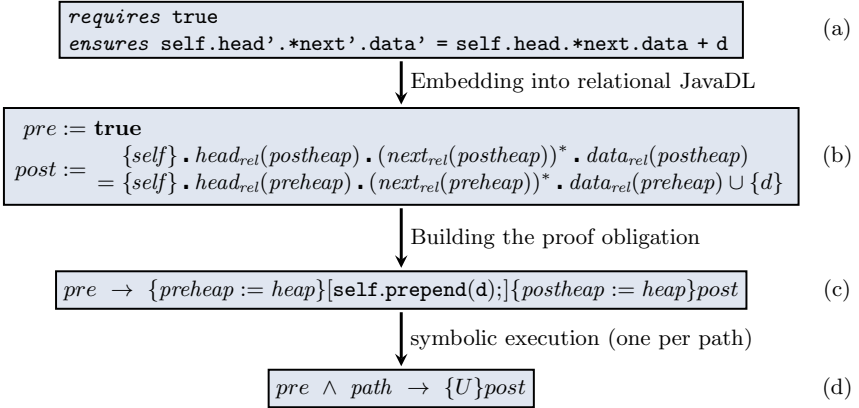 requires true (a)
ensures self.head'.*next'.data' = self.head.*next.data + d
Embedding into relational JavaDL
pre := true
post := {self} . head_rel(postheap) . (next_rel(postheap))* . data_rel(postheap) (b)
= {self} . head_rel(preheap) . (next_rel(preheap))* . data_rel(preheap) ∪ {d}
Building the proof obligation
pre → {preheap := heap}[self.prepend(d);]{postheap := heap}post (c)
symbolic execution (one per path)
pre ∧ path → {U}post (d)